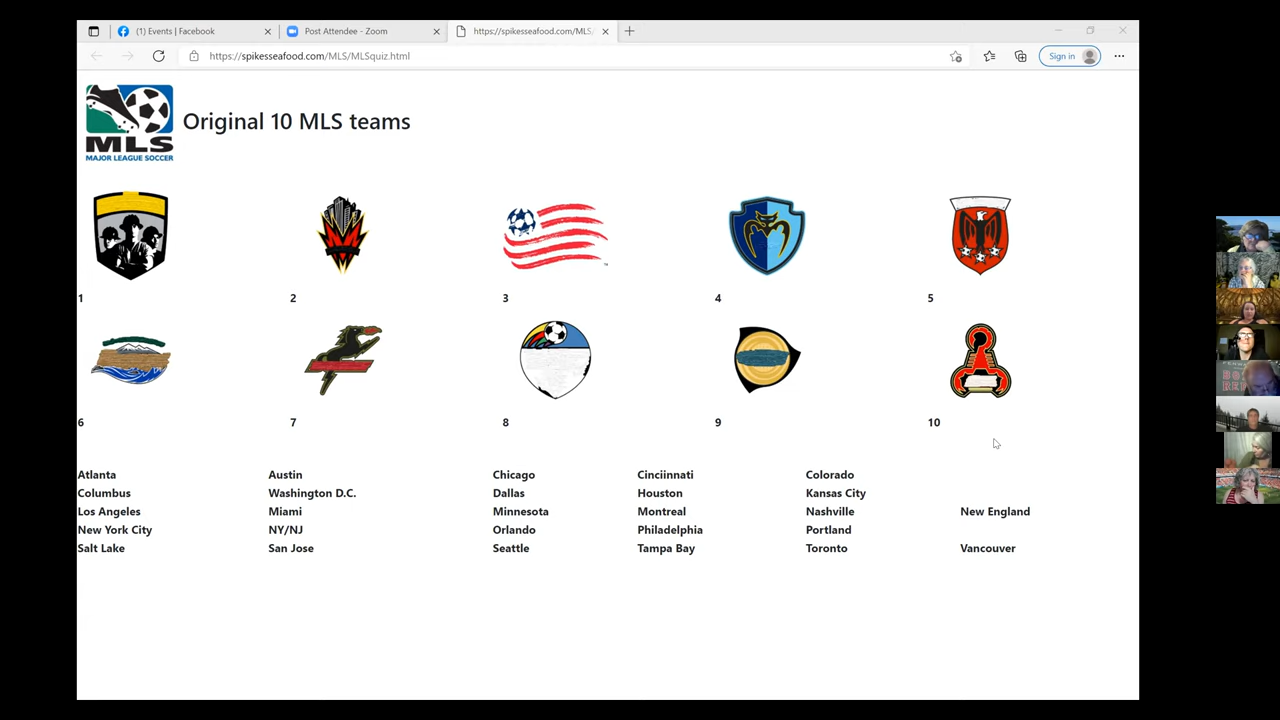 (1) Events | Facebook
Post Attendee - Zoom
https://spikesseafood.com/MLS/
https://spikesseafood.com/MLS/MLSquiz.html
Sign in
MLS
MAJOR LEAGUE SOCCER
Original 10 MLS teams
1 2 3 4 5
TM
6 7 8 9 10
Atlanta Austin Chicago Cinciinnati Colorado
Columbus Washington D.C. Dallas Houston Kansas City
Los Angeles Miami Minnesota Montreal Nashville New England
New York City NY/NJ Orlando Philadelphia Portland
Salt Lake San Jose Seattle Tampa Bay Toronto Vancouver